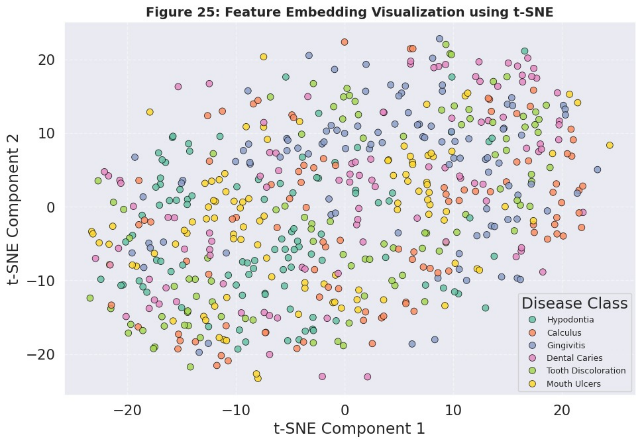 Figure 25: Feature Embedding Visualization using t-SNE
t-SNE Component 2
20
10
0
−10
−20
−20
−10
0
10
20
t-SNE Component 1
Disease Class
Hypodontia
Calculus
Gingivitis
Dental Caries
Tooth Discoloration
Mouth Ulcers